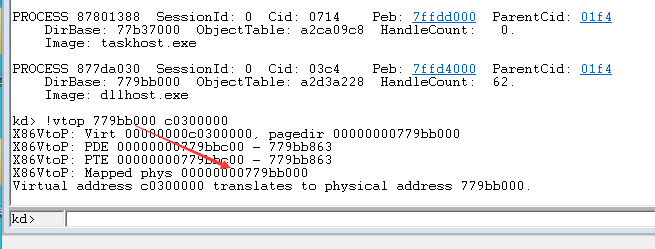 PROCESS 87801388  SessionId: 0  Cid: 0714    Peb: 7ffdd000  ParentCid: 01f4
    DirBase: 77b37000  ObjectTable: a2ca09c8  HandleCount:   0.
    Image: taskhost.exe
PROCESS 877da030  SessionId: 0  Cid: 03c4    Peb: 7ffd4000  ParentCid: 01f4
    DirBase: 779bb000  ObjectTable: a2d3a228  HandleCount:  62.
    Image: dllhost.exe
kd> !vtop 779bb000 c0300000
X86VtoP: Virt 00000000c0300000, pagedir 00000000779bb000
X86VtoP: PDE 00000000779bbc00 - 779bb863
X86VtoP: PTE 00000000779bbc00 - 779bb863
X86VtoP: Mapped phys 00000000779bb000
Virtual address c0300000 translates to physical address 779bb000.
kd>